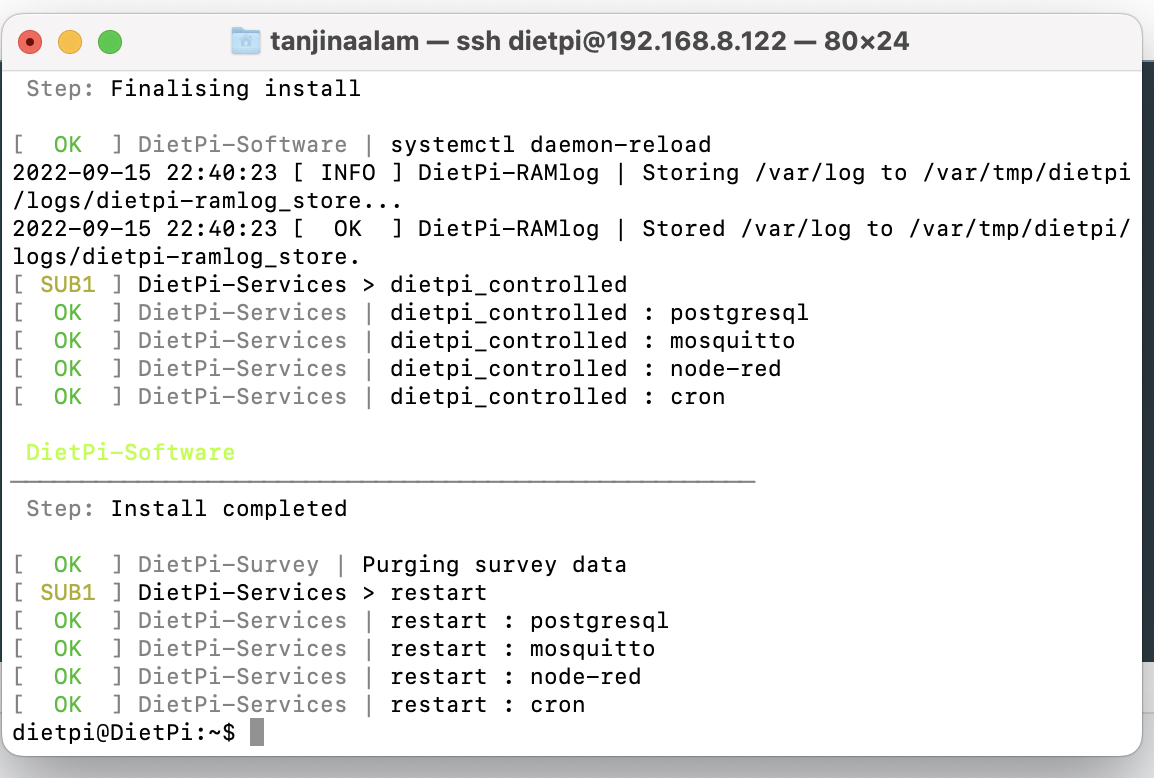 tanjinaalam — ssh dietpi@192.168.8.122 — 80×24
Step: Finalising install
[  OK  ] DietPi-Software | systemctl daemon-reload
2022-09-15 22:40:23 [ INFO ] DietPi-RAMlog | Storing /var/log to /var/tmp/dietpi
/logs/dietpi-ramlog_store...
2022-09-15 22:40:23 [  OK  ] DietPi-RAMlog | Stored /var/log to /var/tmp/dietpi/
logs/dietpi-ramlog_store.
[ SUB1 ] DietPi-Services > dietpi_controlled
[  OK  ] DietPi-Services | dietpi_controlled : postgresql
[  OK  ] DietPi-Services | dietpi_controlled : mosquitto
[  OK  ] DietPi-Services | dietpi_controlled : node-red
[  OK  ] DietPi-Services | dietpi_controlled : cron
DietPi-Software
Step: Install completed
[  OK  ] DietPi-Survey | Purging survey data
[ SUB1 ] DietPi-Services > restart
[  OK  ] DietPi-Services | restart : postgresql
[  OK  ] DietPi-Services | restart : mosquitto
[  OK  ] DietPi-Services | restart : node-red
[  OK  ] DietPi-Services | restart : cron
dietpi@DietPi:~$